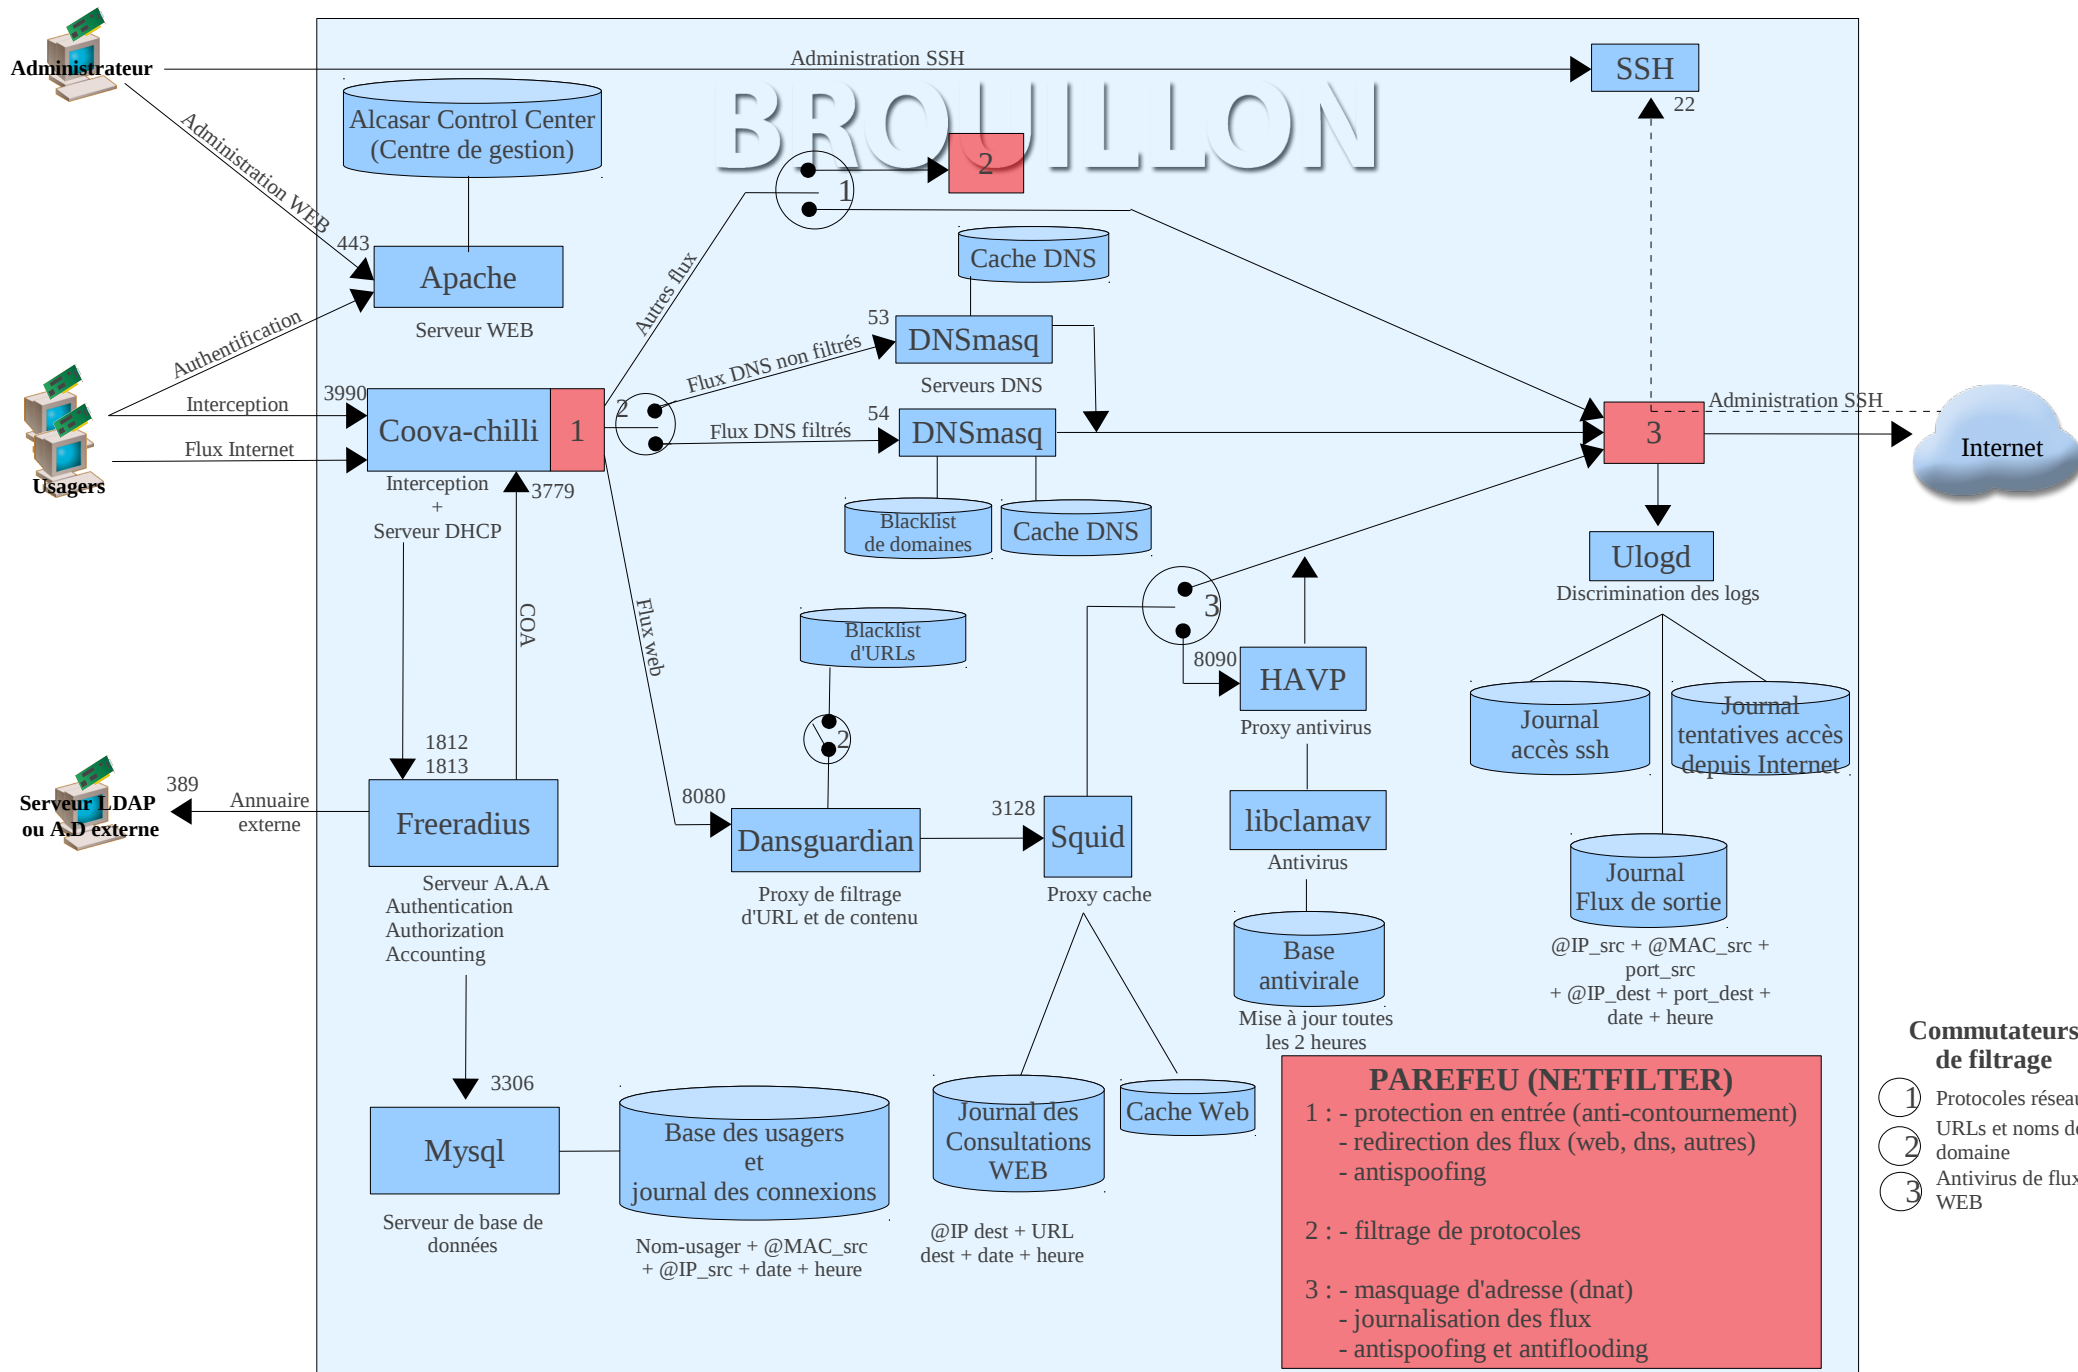 Administrateur
Administration SSH
SSH
22
BROUILLON
Alcasar Control Center
(Centre de gestion)
Administration WEB
443
Apache
Serveur WEB
2
1
Autres flux
Cache DNS
53
DNSmasq
Serveurs DNS
Flux DNS non filtrés
Authentification
Interception
3990
Flux Internet
Usagers
Coova-chilli
1
2
Flux DNS filtrés
54
DNSmasq
3
Administration SSH
Internet
Interception
+
Serveur DHCP
3779
COA
Blacklist
de domaines
Cache DNS
Ulogd
Discrimination des logs
Flux web
Blacklist
d'URLs
3
8090
HAVP
Proxy antivirus
Journal
accès ssh
Journal
tentatives accès
depuis Internet
2
1812
1813
389
Serveur LDAP
ou A.D externe
Annuaire
externe
Freeradius
8080
Dansguardian
3128
Squid
libclamav
Antivirus
Serveur A.A.A
Authentication
Authorization
Accounting
Proxy de filtrage
d'URL et de contenu
Proxy cache
Base
antivirale
Mise à jour toutes
les 2 heures
Journal
Flux de sortie
@IP_src + @MAC_src +
port_src
+ @IP_dest + port_dest +
date + heure
3306
Mysql
Serveur de base de
données
Base des usagers
et
journal des connexions
Nom-usager + @MAC_src
+ @IP_src + date + heure
Journal des
Consultations
WEB
@IP dest + URL
dest + date + heure
Cache Web
PAREFEU (NETFILTER)
1 : - protection en entrée (anti-contournement)
- redirection des flux (web, dns, autres)
- antispoofing
2 : - filtrage de protocoles
3 : - masquage d'adresse (dnat)
- journalisation des flux
- antispoofing et antiflooding
Commutateurs
de filtrage
1 Protocoles réseau
2 URLs et noms de
domaine
3 Antivirus de flux
WEB